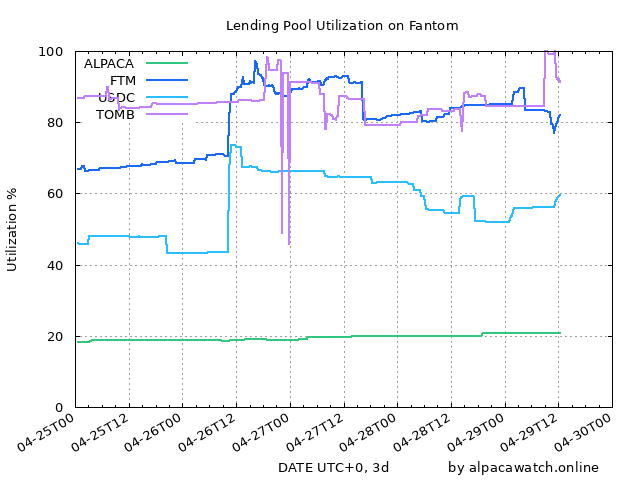 Lending Pool Utilization on Fantom
ALPACA
FTM
USDC
TOMB
Utilization %
100
80
60
40
20
0
04-25T00
04-25T12
04-26T00
04-26T12
04-27T00
04-27T12
04-28T00
04-28T12
04-29T00
04-29T12
04-30T00
DATE UTC+0, 3d
by alpacawatch.online